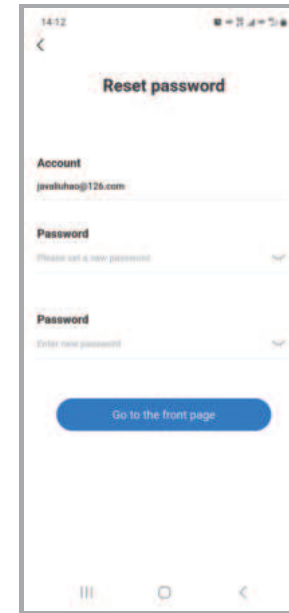 14:12
Reset password
Account
javaliuhao@126.com
Password
Please set a new password
Password
Enter new password
Go to the front page